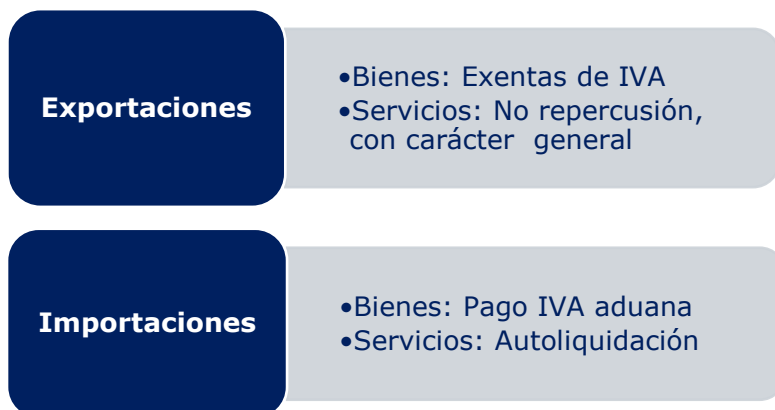 Exportaciones
•Bienes: Exentas de IVA
•Servicios: No repercusión,
con carácter general
Importaciones
•Bienes: Pago IVA aduana
•Servicios: Autoliquidación